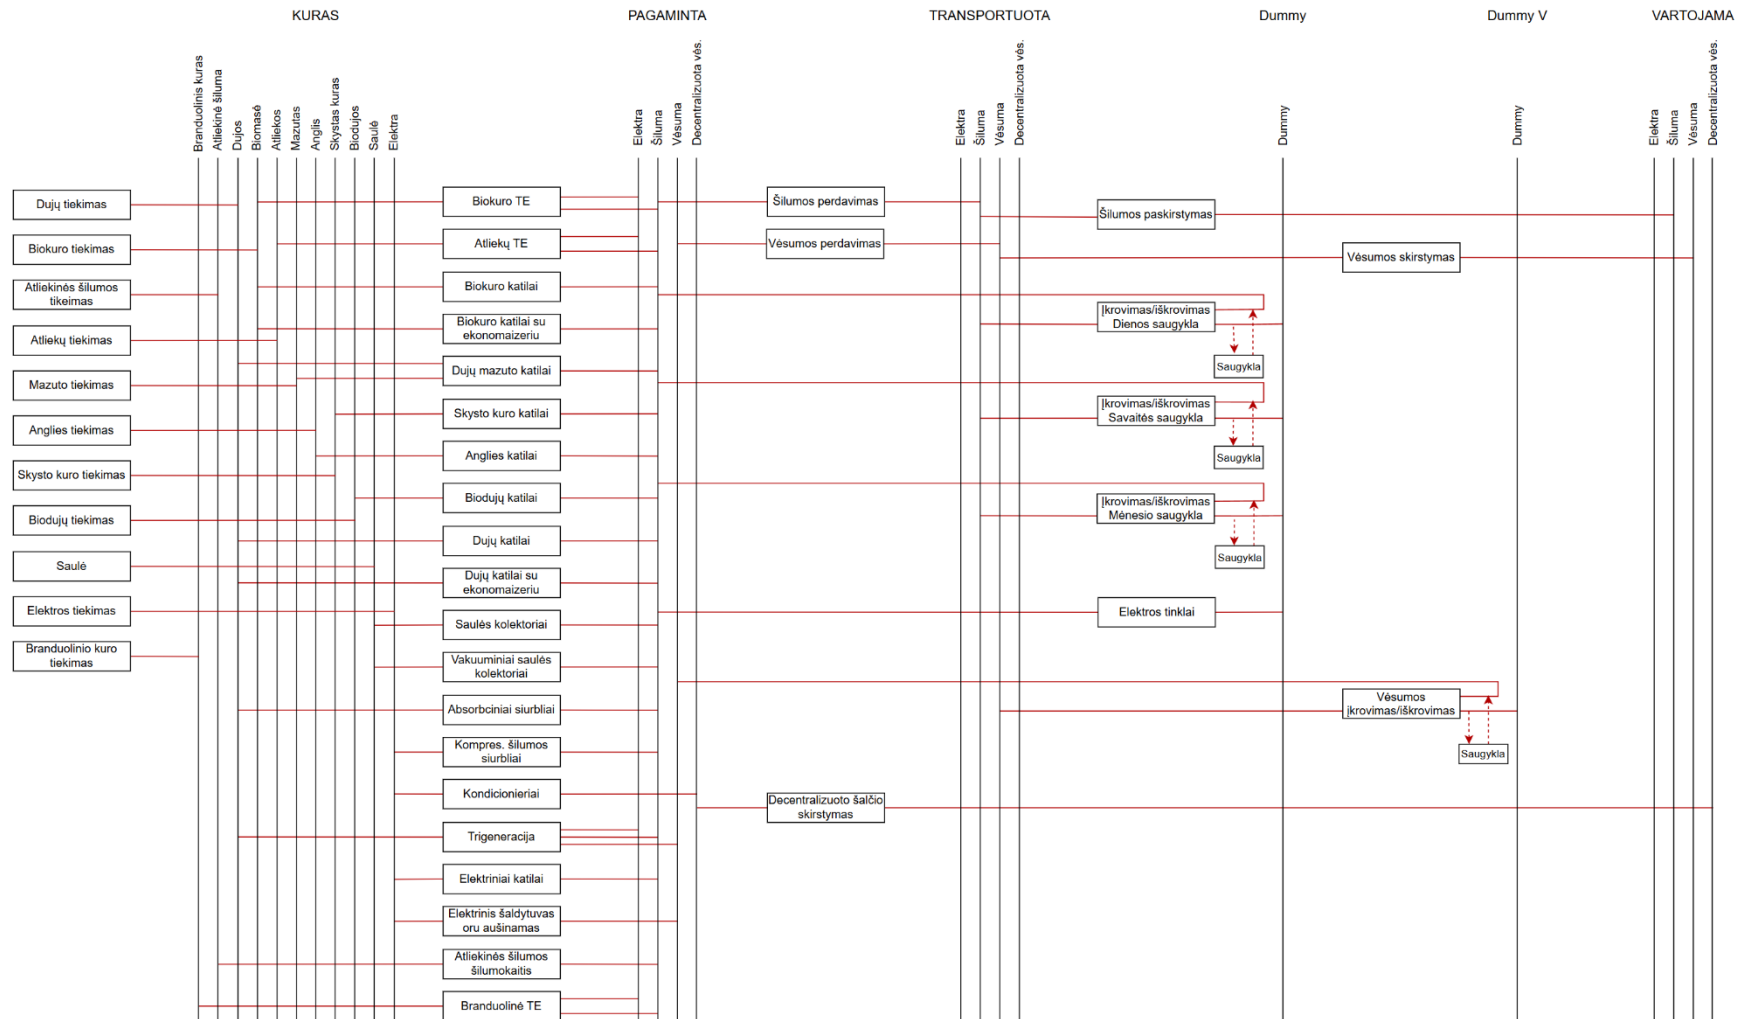 KURAS
PAGAMINTA
TRANSPORTUOTA
Dummy
Dummy V
VARTOJAMA
Branduolinis kuras
Atliekinė šiluma
Dujos
Biomasė
Atliekos
Mazutas
Anglis
Skystas kuras
Biodujos
Saulė
Elektra
Elektra
Šiluma
Vėsuma
Decentralizuota vės.
Elektra
Šiluma
Vėsuma
Decentralizuota vės.
Dummy
Dummy
Elektra
Šiluma
Vėsuma
Decentralizuota vės.
Dujų tiekimas
Biokuro tiekimas
Atliekinės šilumos
tikeimas
Atliekų tiekimas
Mazuto tiekimas
Anglies tiekimas
Skysto kuro tiekimas
Biodujų tiekimas
Saulė
Elektros tiekimas
Branduolinio kuro
tiekimas
Biokuro TE
Atliekų TE
Biokuro katilai
Biokuro katilai su
ekonomaizeriu
Dujų mazuto katilai
Skysto kuro katilai
Anglies katilai
Biodujų katilai
Dujų katilai
Dujų katilai su
ekonomaizeriu
Saulės kolektoriai
Vakuuminiai saulės
kolektoriai
Absorbciniai siurbliai
Kompres. šilumos
siurbliai
Kondicionieriai
Trigeneracija
Elektriniai katilai
Elektrinis šaldytuvas
oru aušinamas
Atliekinės šilumos
šilumokaitis
Branduolinė TE
Šilumos perdavimas
Vėsumos perdavimas
Decentralizuoto šalčio
skirstymas
Šilumos paskirstymas
Įkrovimas/iškrovimas
Dienos saugykla
Saugykla
Įkrovimas/iškrovimas
Savaitės saugykla
Saugykla
Įkrovimas/iškrovimas
Mėnesio saugykla
Saugykla
Elektros tinklai
Vėsumos skirstymas
Vėsumos
įkrovimas/iškrovimas
Saugykla